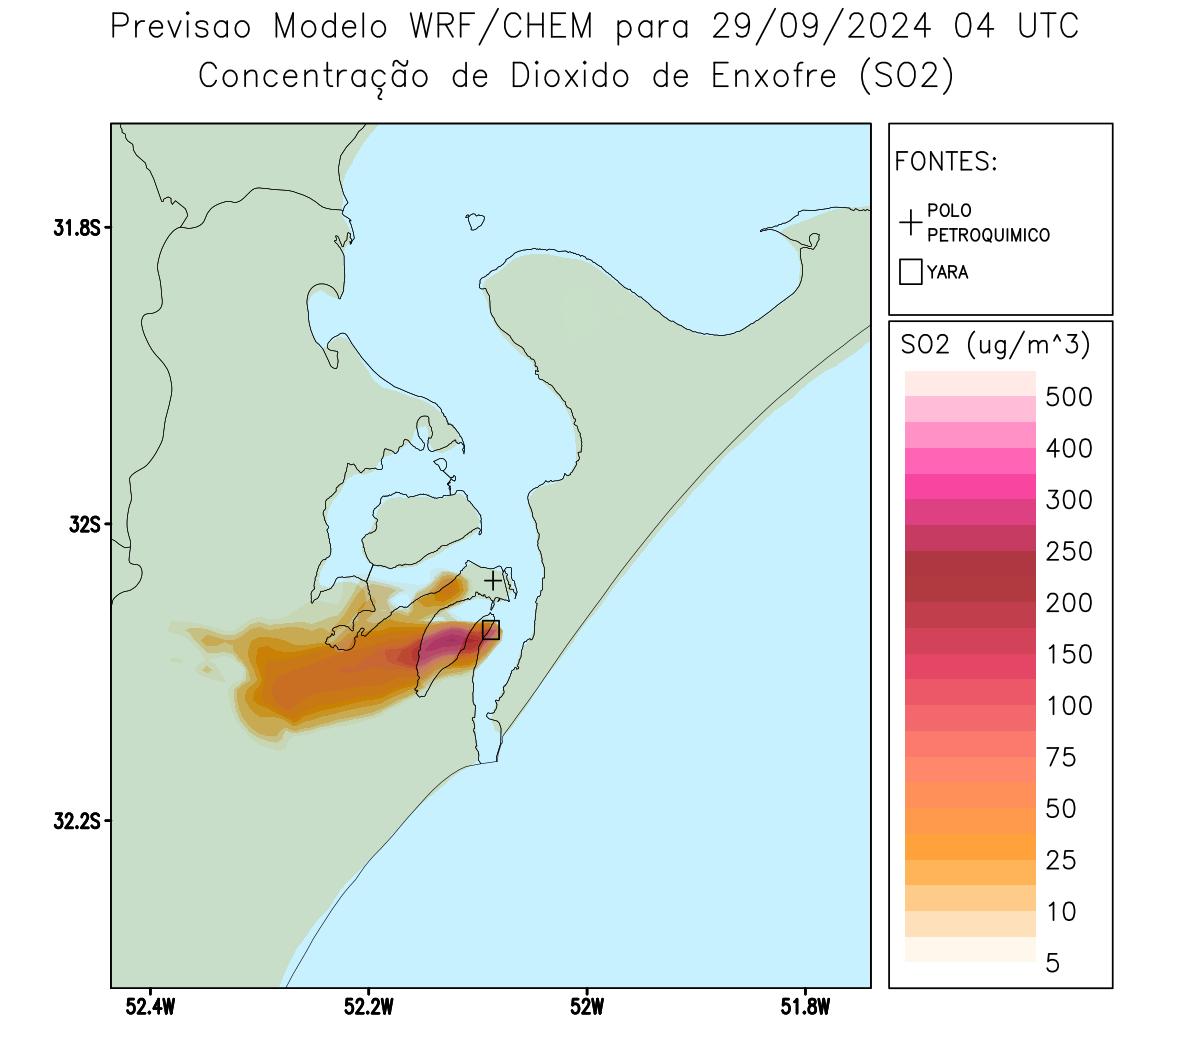 Previsao Modelo WRF/CHEM para 29/09/2024 04 UTC
Concentração de Dioxido de Enxofre (SO2)
FONTES:
POLO
PETROQUIMICO
YARA
SO2 (ug/m^3)
500
400
300
250
200
150
100
75
50
25
10
5
31.8S
32S
32.2S
52.4W
52.2W
52W
51.8W